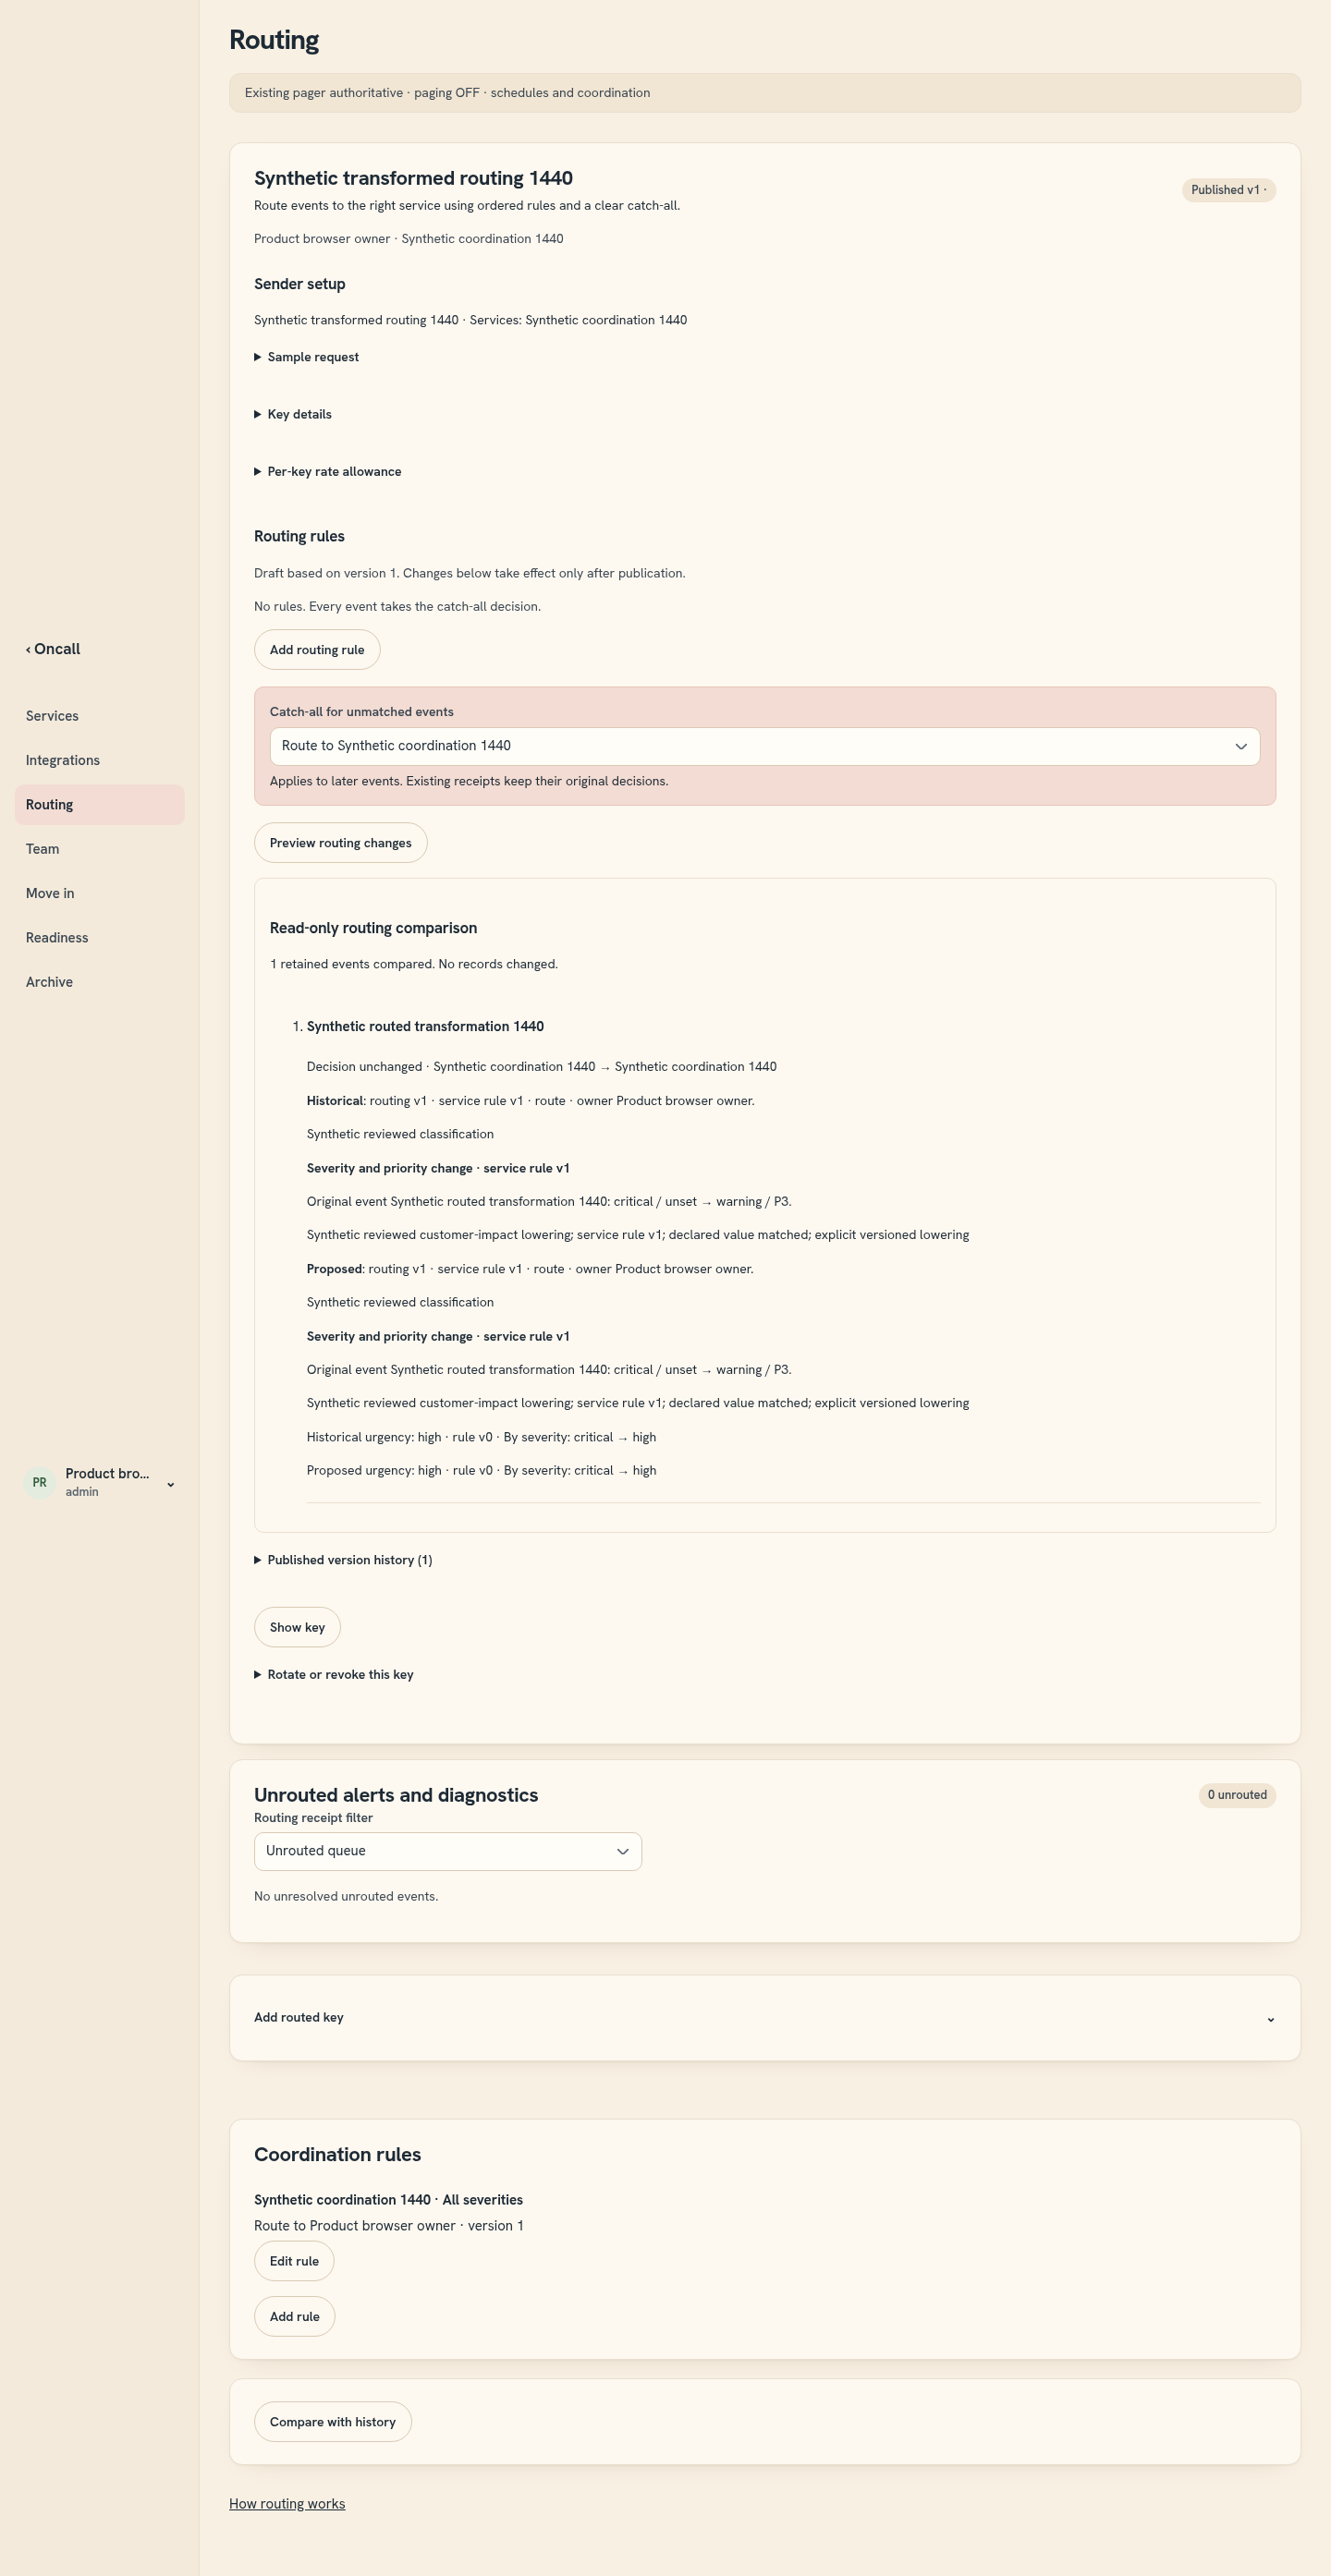 Routing
Existing pager authoritative · paging OFF · schedules and coordination
Synthetic transformed routing 1440
Published v1 ·
Route events to the right service using ordered rules and a clear catch-all.
Product browser owner · Synthetic coordination 1440
Sender setup
Synthetic transformed routing 1440 · Services: Synthetic coordination 1440
Sample request
Key details
Per-key rate allowance
Routing rules
Draft based on version 1. Changes below take effect only after publication.
No rules. Every event takes the catch-all decision.
Add routing rule
Catch-all for unmatched events
Route to Synthetic coordination 1440
Applies to later events. Existing receipts keep their original decisions.
Preview routing changes
Read-only routing comparison
1 retained events compared. No records changed.
1. Synthetic routed transformation 1440
Decision unchanged · Synthetic coordination 1440 → Synthetic coordination 1440
Historical: routing v1 · service rule v1 · route · owner Product browser owner.
Synthetic reviewed classification
Severity and priority change · service rule v1
Original event Synthetic routed transformation 1440: critical / unset → warning / P3.
Synthetic reviewed customer-impact lowering; service rule v1; declared value matched; explicit versioned lowering
Proposed: routing v1 · service rule v1 · route · owner Product browser owner.
Synthetic reviewed classification
Severity and priority change · service rule v1
Original event Synthetic routed transformation 1440: critical / unset → warning / P3.
Synthetic reviewed customer-impact lowering; service rule v1; declared value matched; explicit versioned lowering
Historical urgency: high · rule v0 · By severity: critical → high
Proposed urgency: high · rule v0 · By severity: critical → high
Published version history (1)
Show key
Rotate or revoke this key
Unrouted alerts and diagnostics
0 unrouted
Routing receipt filter
Unrouted queue
No unresolved unrouted events.
Add routed key
Coordination rules
Synthetic coordination 1440 · All severities
Route to Product browser owner · version 1
Edit rule
Add rule
Compare with history
How routing works
‹ Oncall
Services
Integrations
Routing
Team
Move in
Readiness
Archive
PR
Product bro...
admin